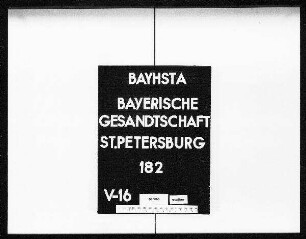 BAYHSTA
BAYERISCHE
GESANDTSCHAFT
ST.PETERSBURG
182
V-16